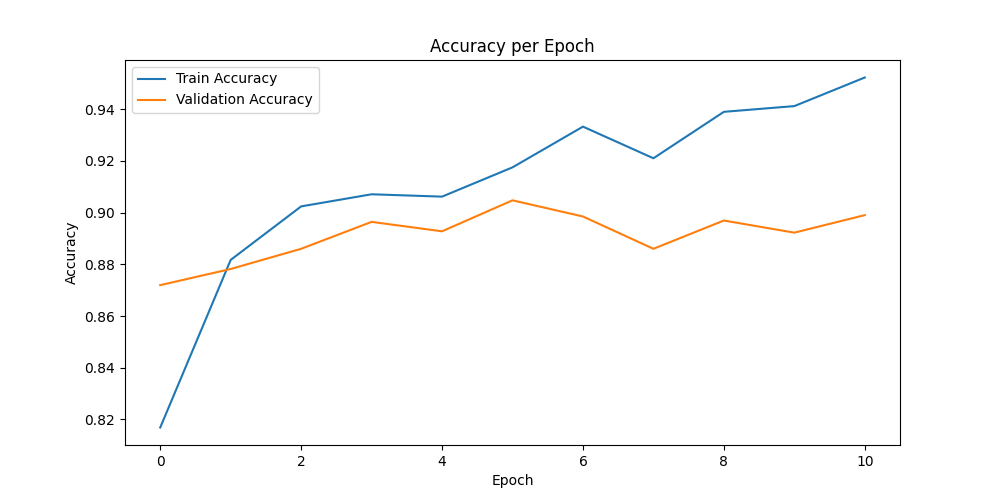 Accuracy per Epoch
Train Accuracy
Validation Accuracy
0.94
0.92
0.90
0.88
0.86
0.84
0.82
Accuracy
0 2 4 6 8 10
Epoch